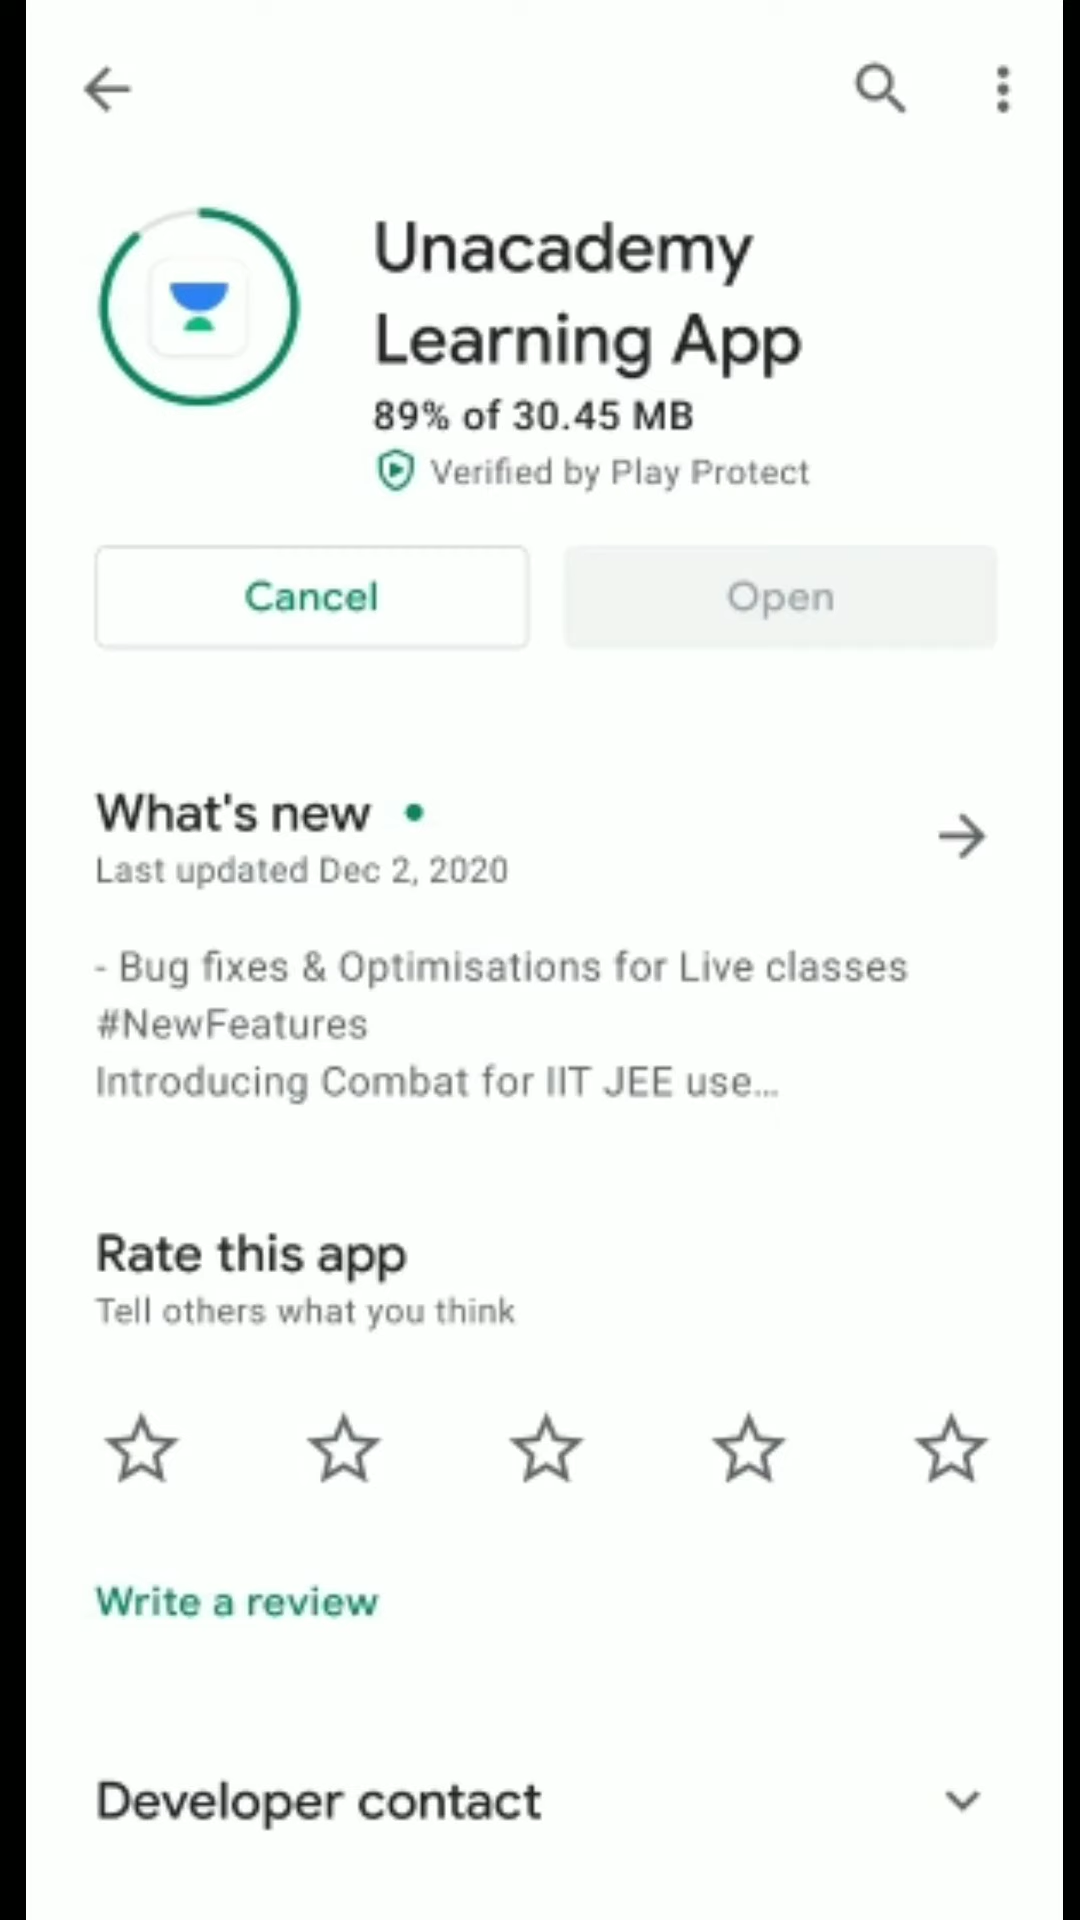 Unacademy
Learning App
89% of 30.45 MB
Verified by Play Protect
Cancel
Open
What's new
Last updated Dec 2, 2020
- Bug fixes & Optimisations for Live classes
#NewFeatures
Introducing Combat for IIT JEE use…
Rate this app
Tell others what you think
Write a review
Developer contact